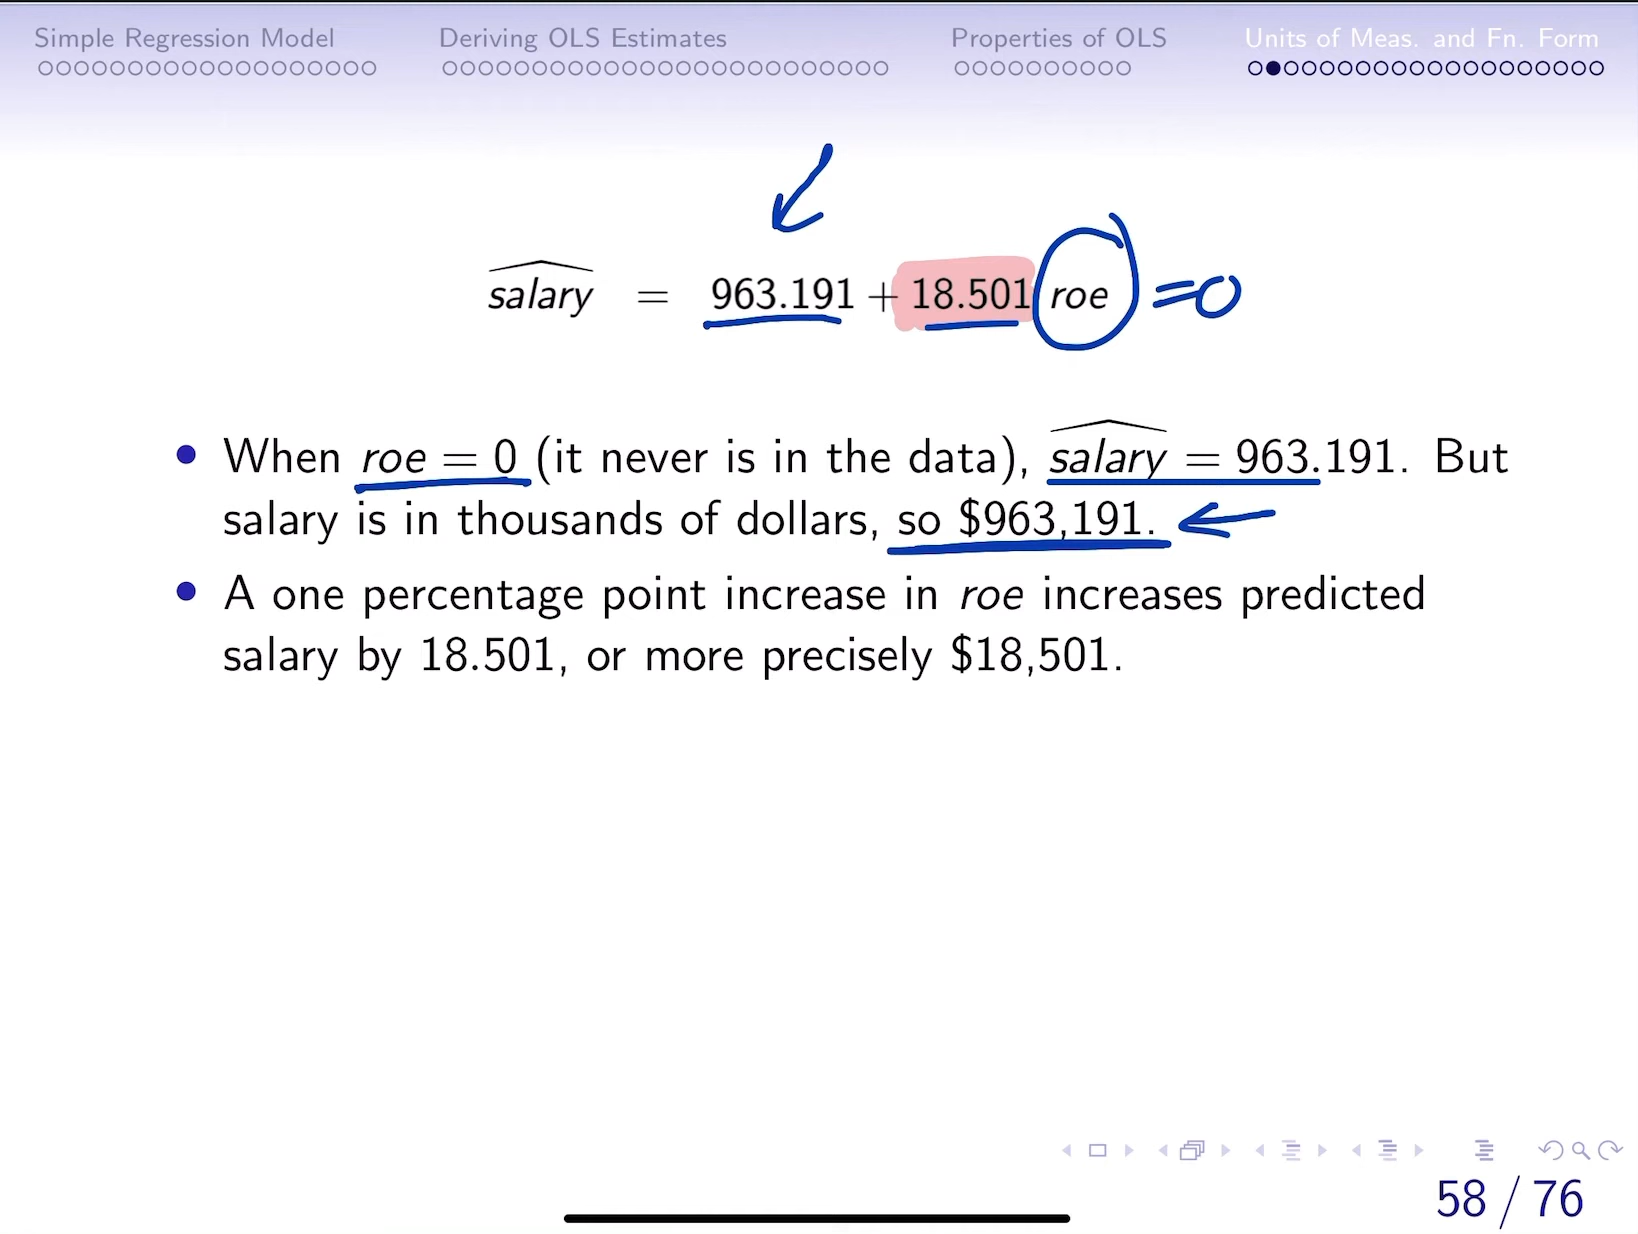 Simple Regression Model Deriving OLS Estimates Properties of OLS Units of Meas. and Fn. Form
salary = 963.191 + 18.501 roe =0
• When roe = 0 (it never is in the data), salary = 963.191. But
salary is in thousands of dollars, so $963,191.
• A one percentage point increase in roe increases predicted
salary by 18.501, or more precisely $18,501.
58 / 76